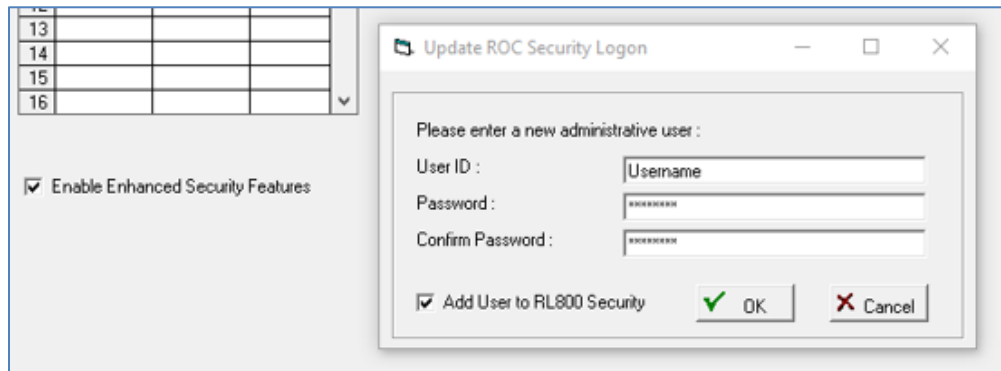 12
13
14
15
16
Enable Enhanced Security Features
Update ROC Security Logon
Please enter a new administrative user :
User ID :
Username
Password :
********
Confirm Password :
********
Add User to RL800 Security
OK
Cancel